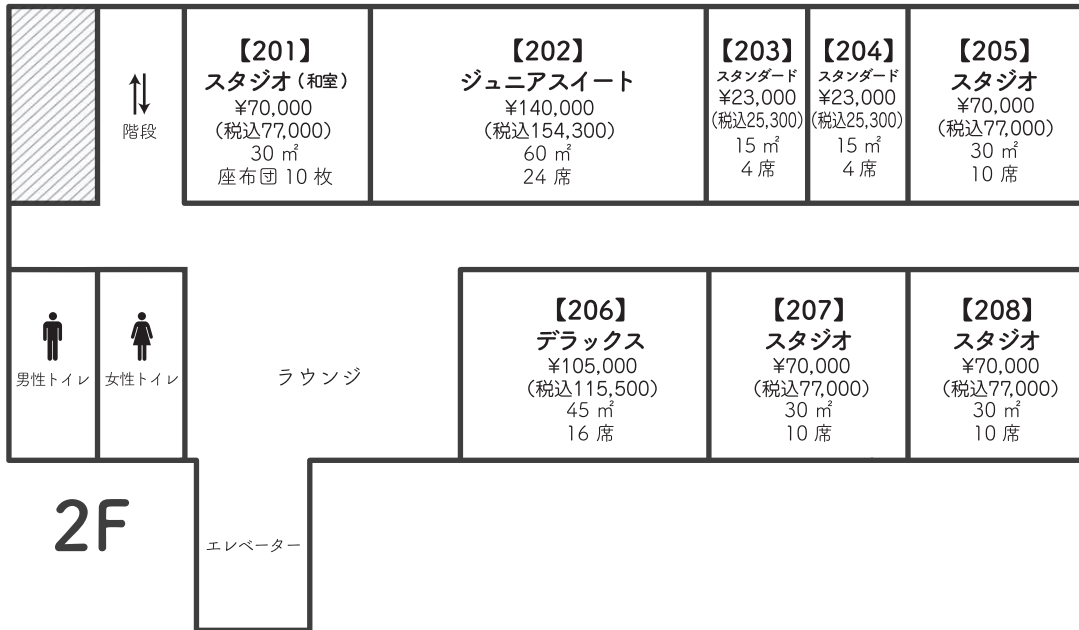 階段
【201】
スタジオ（和室）
¥70,000
(税込77,000)
30 ㎡
座布団 10 枚
【202】
ジュニアスイート
¥140,000
(税込154,300)
60 ㎡
24 席
【203】
スタンダード
¥23,000
(税込25,300)
15 ㎡
4 席
【204】
スタンダード
¥23,000
(税込25,300)
15 ㎡
4 席
【205】
スタジオ
¥70,000
(税込77,000)
30 ㎡
10 席
男性トイレ
女性トイレ
ラウンジ
【206】
デラックス
¥105,000
(税込115,500)
45 ㎡
16 席
【207】
スタジオ
¥70,000
(税込77,000)
30 ㎡
10 席
【208】
スタジオ
¥70,000
(税込77,000)
30 ㎡
10 席
2F
エレベーター